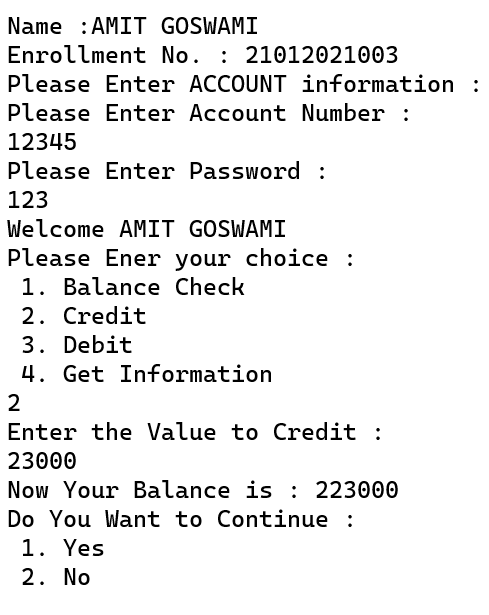 Name :AMIT GOSWAMI
Enrollment No. : 21012021003
Please Enter ACCOUNT information :
Please Enter Account Number :
12345
Please Enter Password :
123
Welcome AMIT GOSWAMI
Please Ener your choice :
 1. Balance Check
 2. Credit
 3. Debit
 4. Get Information
2
Enter the Value to Credit :
23000
Now Your Balance is : 223000
Do You Want to Continue :
 1. Yes
 2. No